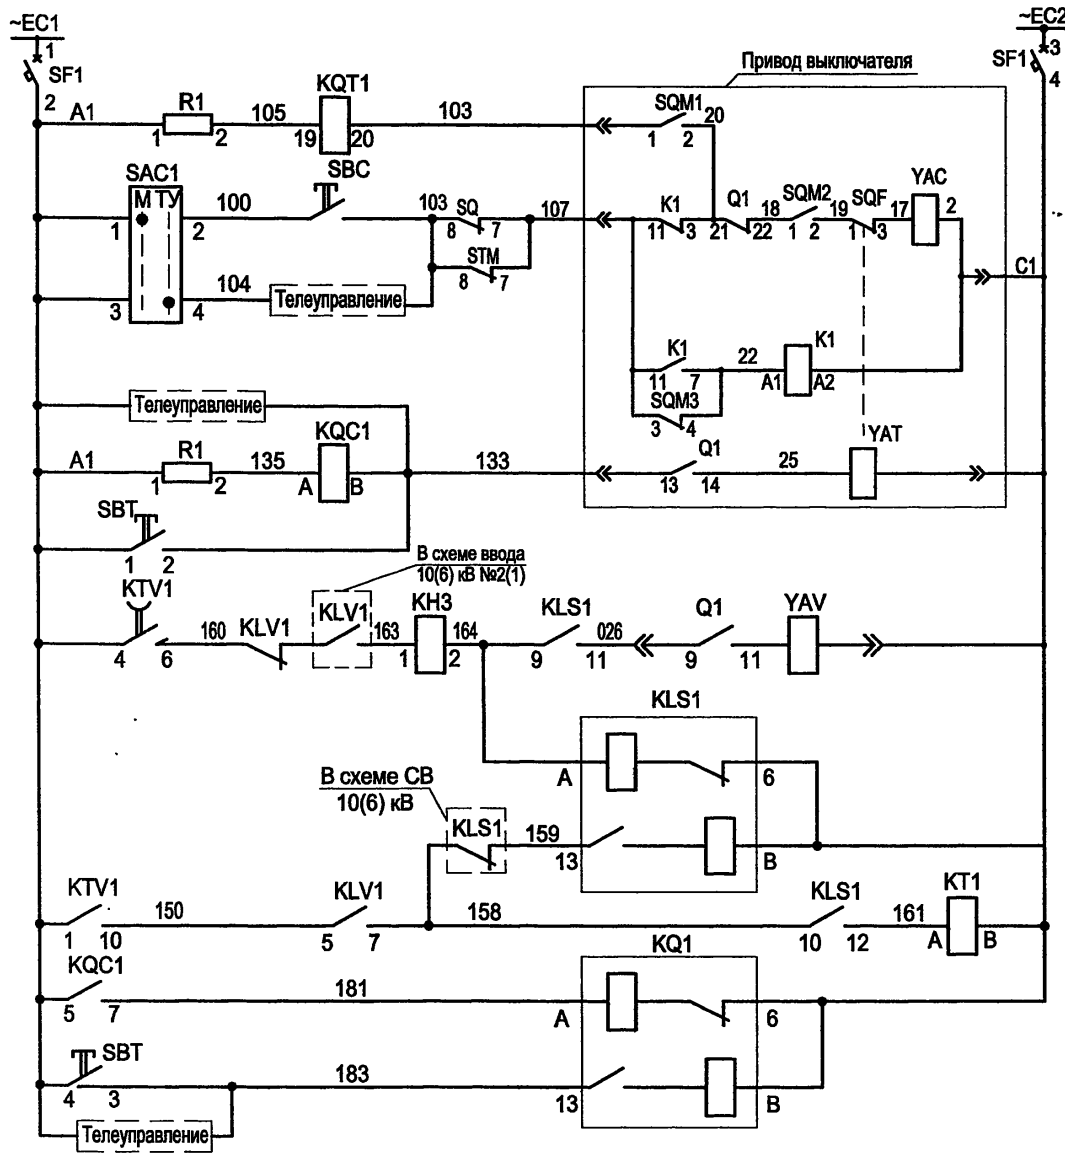 ~EC1
~EC2
1
3
SF1
SF1
2
4
Привод выключателя
A1
R1
105
KQT1
103
SQM1
20
1
2
19
20
1
2
SAC1
SBC
М ТУ
100
103
SQ
107
K1
Q1
18
SQM2
19
SQF
17
YAC
2
1
2
8
7
11
3
21
22
1
2
1
3
STM
8
7
C1
104
Телеуправление
3
4
K1
22
K1
11
7
A1
A2
SQM3
3
4
Телеуправление
KQC1
YAT
A1
R1
135
133
Q1
25
1
2
A
B
13
14
SBT
1
2
В схеме ввода
10(6) кВ №2(1)
KTV1
160
KLV1
KLV1
163
KH3
164
KLS1
026
Q1
YAV
4
6
1
2
9
11
9
11
KLS1
A
6
В схеме СВ
10(6) кВ
KLS1
159
13
B
KTV1
150
KLV1
158
KLS1
161
KT1
1
10
5
7
10
12
A
B
KQC1
181
KQ1
5
7
A
6
SBT
183
4
3
13
B
Телеуправление